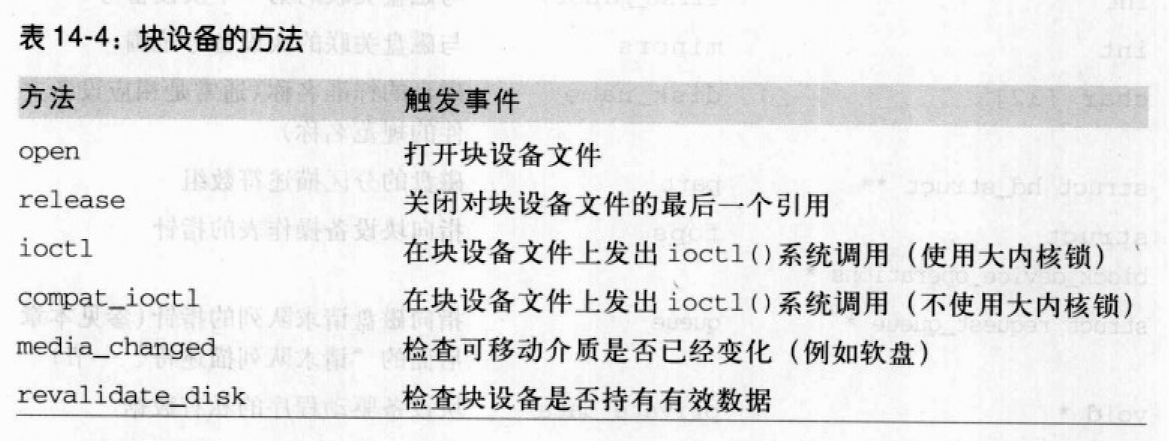 表 14-4：块设备的方法
方法 触发事件
open 打开块设备文件
release 关闭对块设备文件的最后一个引用
ioctl 在块设备文件上发出 ioctl()系统调用（使用大内核锁）
compat_ioctl 在块设备文件上发出 ioctl()系统调用（不使用大内核锁）
media_changed 检查可移动介质是否已经变化（例如软盘）
revalidate_disk 检查块设备是否持有有效数据